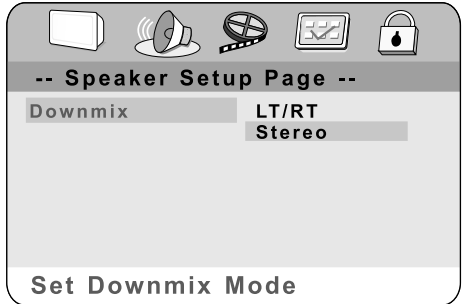 -- Speaker Setup Page --
Downmix LT/RT
Stereo
Set Downmix Mode